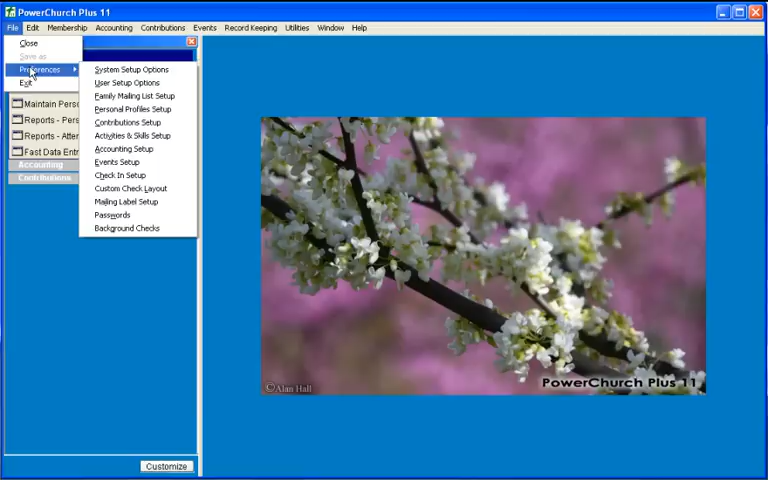 PowerChurch Plus 11
File Edit Membership Accounting Contributions Events Record Keeping Utilities Window Help
Close
Save as
Preferences
Exit
System Setup Options
User Setup Options
Family Mailing List Setup
Personal Profiles Setup
Contributions Setup
Activities & Skills Setup
Accounting Setup
Events Setup
Check In Setup
Custom Check Layout
Mailing Label Setup
Passwords
Background Checks
Maintain Perso
Reports - Pers
Reports - Atter
Fast Data Entr
Accounting
Contributions
Customize
©Alan Hall
PowerChurch Plus 11